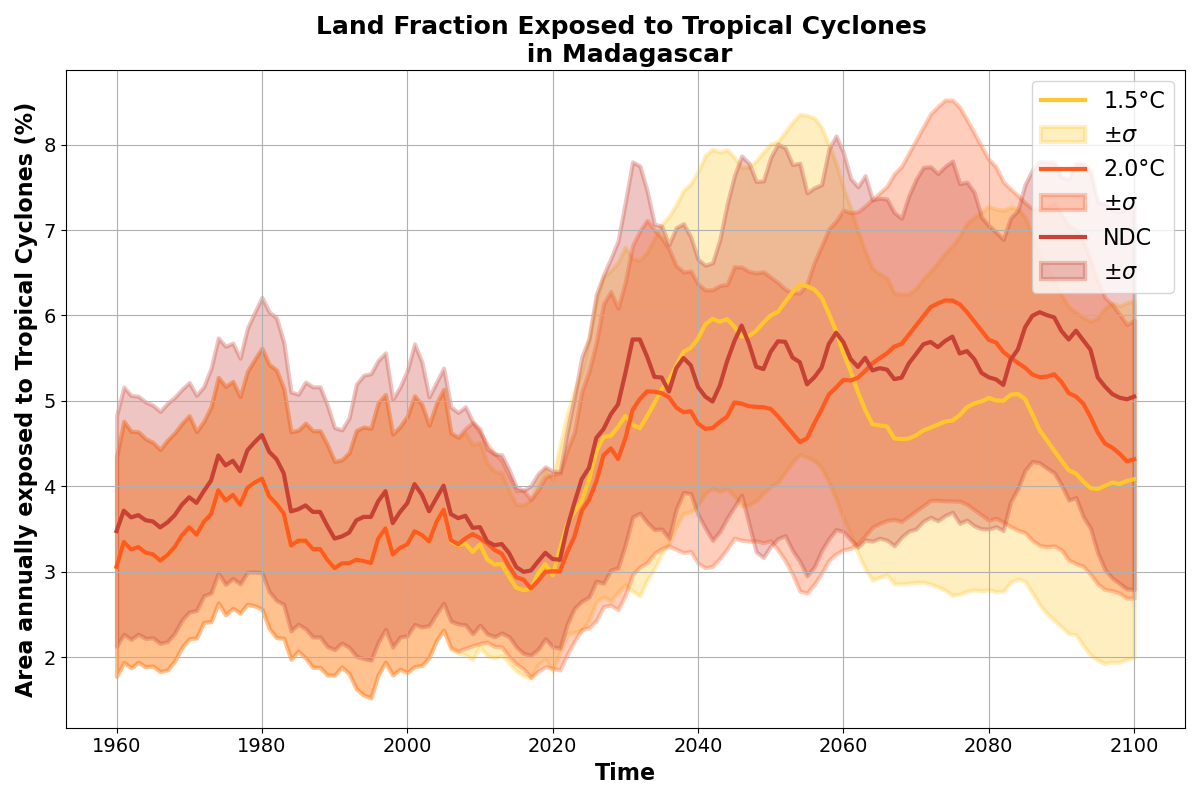 Land Fraction Exposed to Tropical Cyclones
in Madagascar
Area annually exposed to Tropical Cyclones (%)
8
7
6
5
4
3
2
1960 1980 2000 2020 2040 2060 2080 2100
Time
1.5°C
±σ
2.0°C
±σ
NDC
±σ